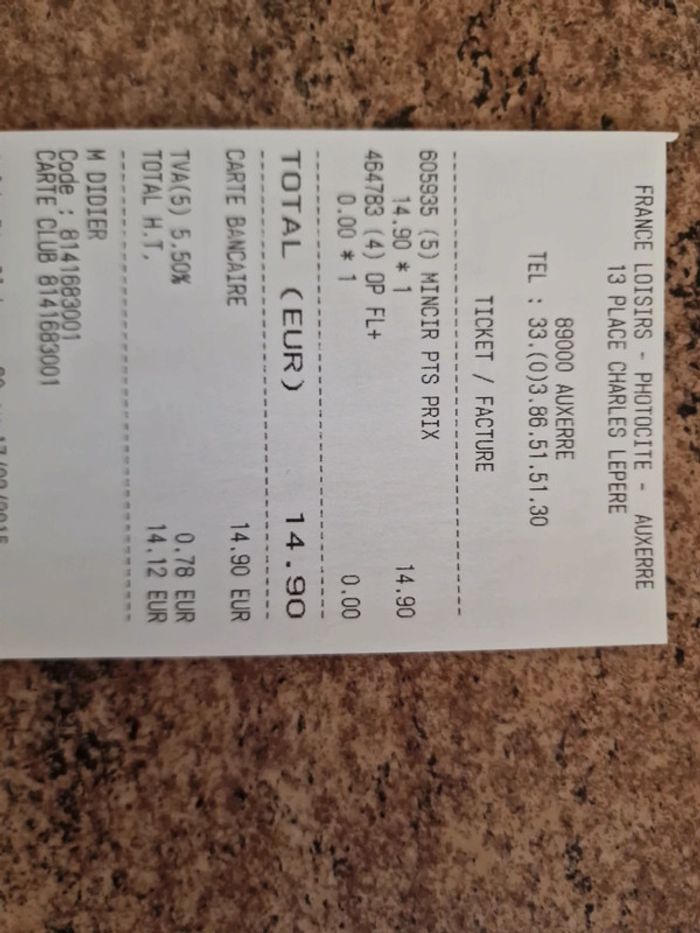 FRANCE LOISIRS - PHOTOCITE - AUXERRE
13 PLACE CHARLES LEPERE
89000 AUXERRE
TEL : 33.(0)3.86.51.51.30
TICKET / FACTURE
605935 (5) MINCIR PTS PRIX
14.90 * 1 14.90
464783 (4) OP FL+
0.00 * 1 0.00
TOTAL (EUR) 14.90
CARTE BANCAIRE 14.90 EUR
TVA(5) 5.50% 0.78 EUR
TOTAL H.T. 14.12 EUR
M DIDIER
Code : 8141683001
CARTE CLUB 8141683001